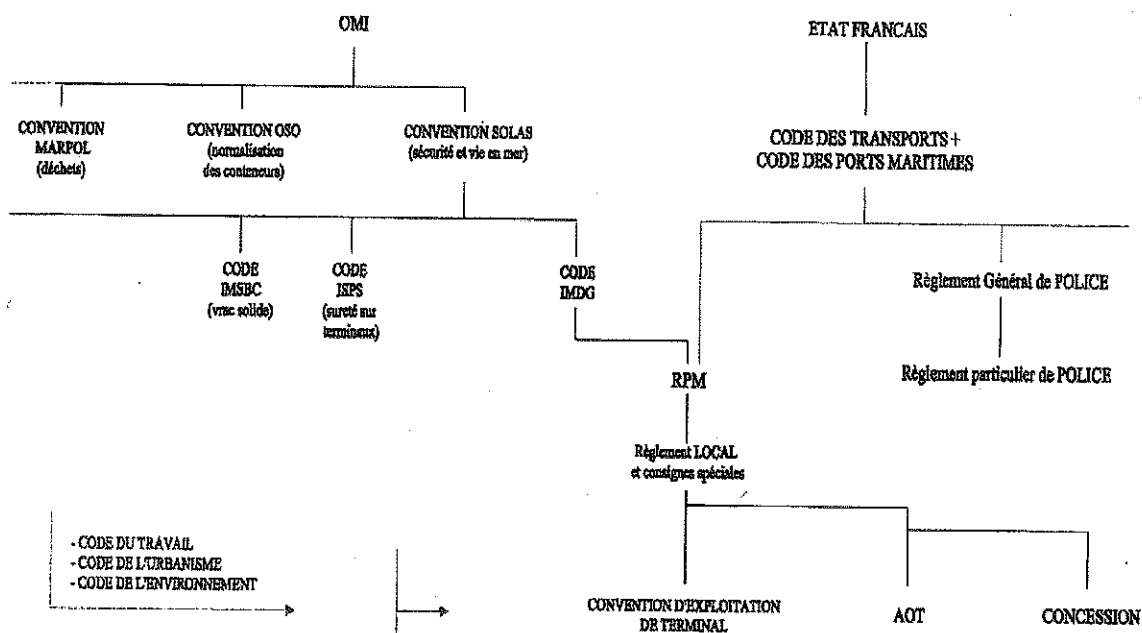 OMI
ETAT FRANCAIS
CONVENTION
MARPOL
(déchets)
CONVENTION OSO
(normalisation
des conteneurs)
CONVENTION SOLAS
(sécurité et vie en mer)
CODE DES TRANSPORTS +
CODE DES PORTS MARITIMES
CODE
IMSBC
(vrac solide)
CODE
ISPS
(sureté sur
terminaux)
CODE
IMDG
Règlement Général de POLICE
RPM
Règlement particulier de POLICE
Règlement LOCAL
et consignes spéciales
- CODE DU TRAVAIL
- CODE DE L'URBANISME
- CODE DE L'ENVIRONNEMENT
CONVENTION D'EXPLOITATION
DE TERMINAL
AOT
CONCESSION